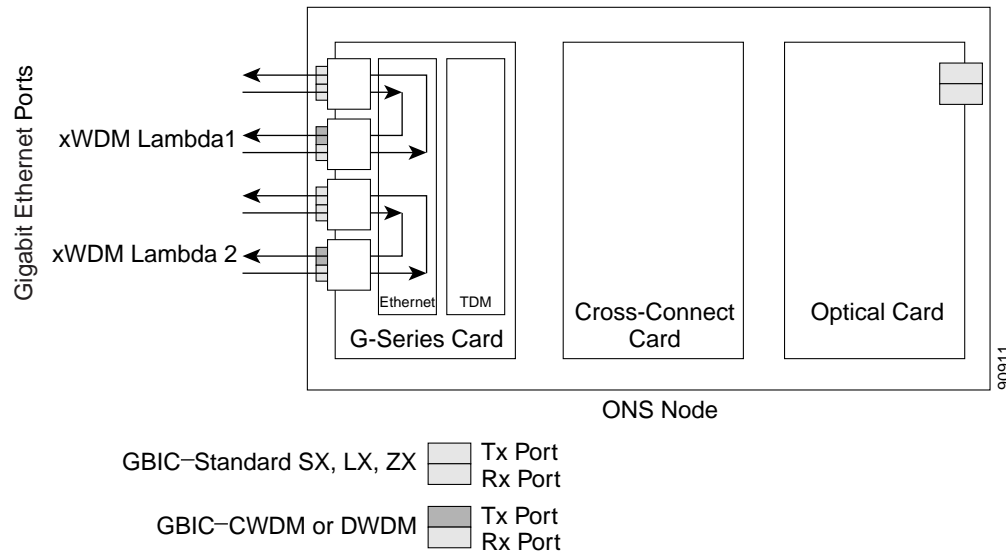 Gigabit Ethernet Ports
xWDM Lambda1
xWDM Lambda 2
Ethernet
TDM
G-Series Card
Cross-Connect
Card
Optical Card
90911
ONS Node
GBIC–Standard SX, LX, ZX
Tx Port
Rx Port
GBIC–CWDM or DWDM
Tx Port
Rx Port